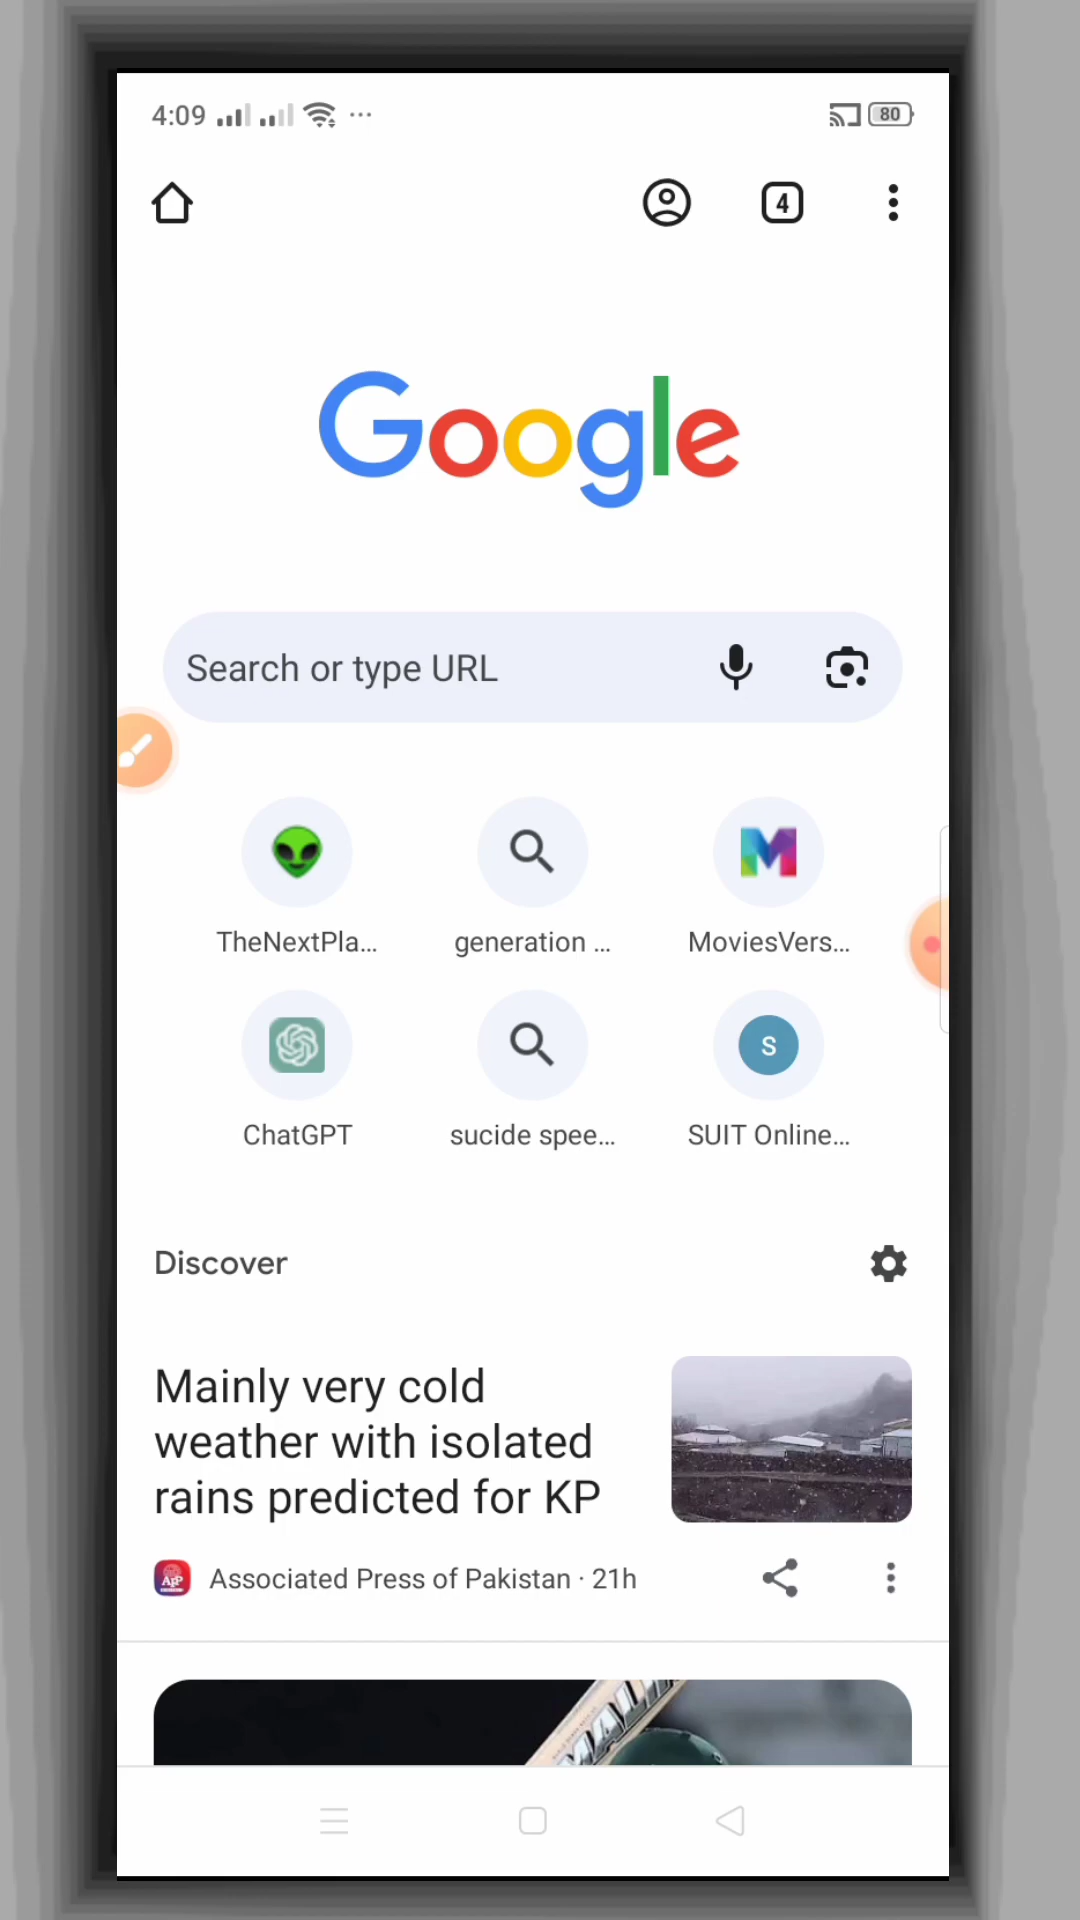 4:09
80
4
Google
Search or type URL
TheNextPla...
generation ...
MoviesVers...
S
ChatGPT
sucide spee...
SUIT Online...
Discover
Mainly very cold
weather with isolated
rains predicted for KP
APP
Associated Press of Pakistan · 21h